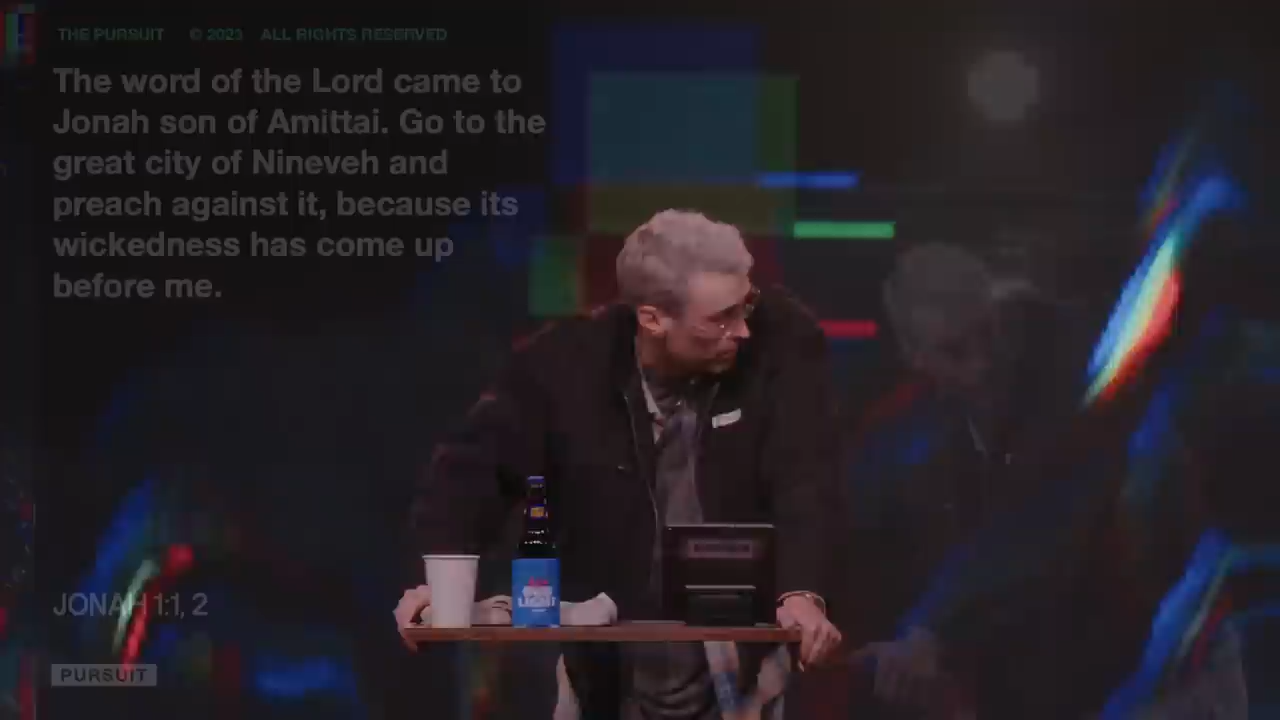 THE PURSUIT © 2023 ALL RIGHTS RESERVED
The word of the Lord came to
Jonah son of Amittai. Go to the
great city of Nineveh and
preach against it, because its
wickedness has come up
before me.
BUD
LIGHT
JONAH 1:1, 2
PURSUIT